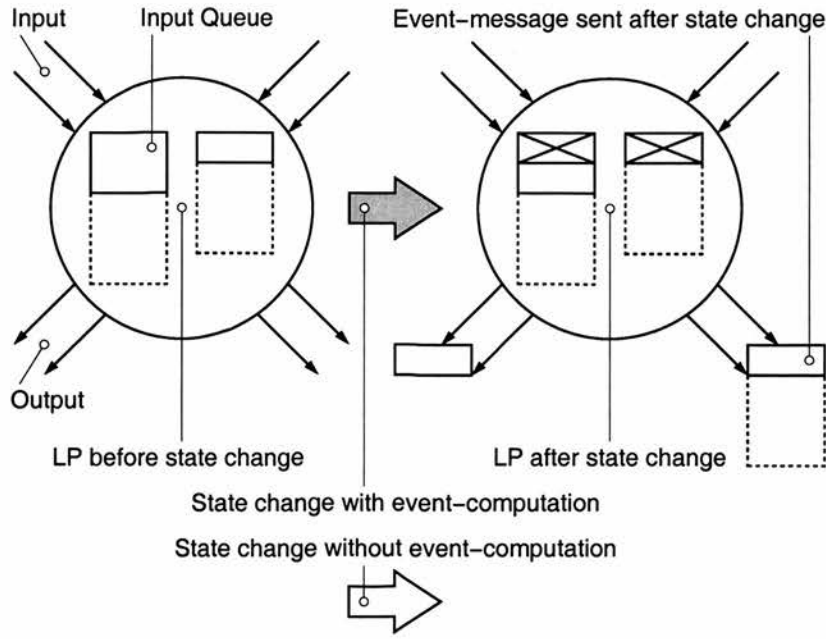 Input
Input Queue
Event-message sent after state change
Output
LP before state change
LP after state change
State change with event-computation
State change without event-computation